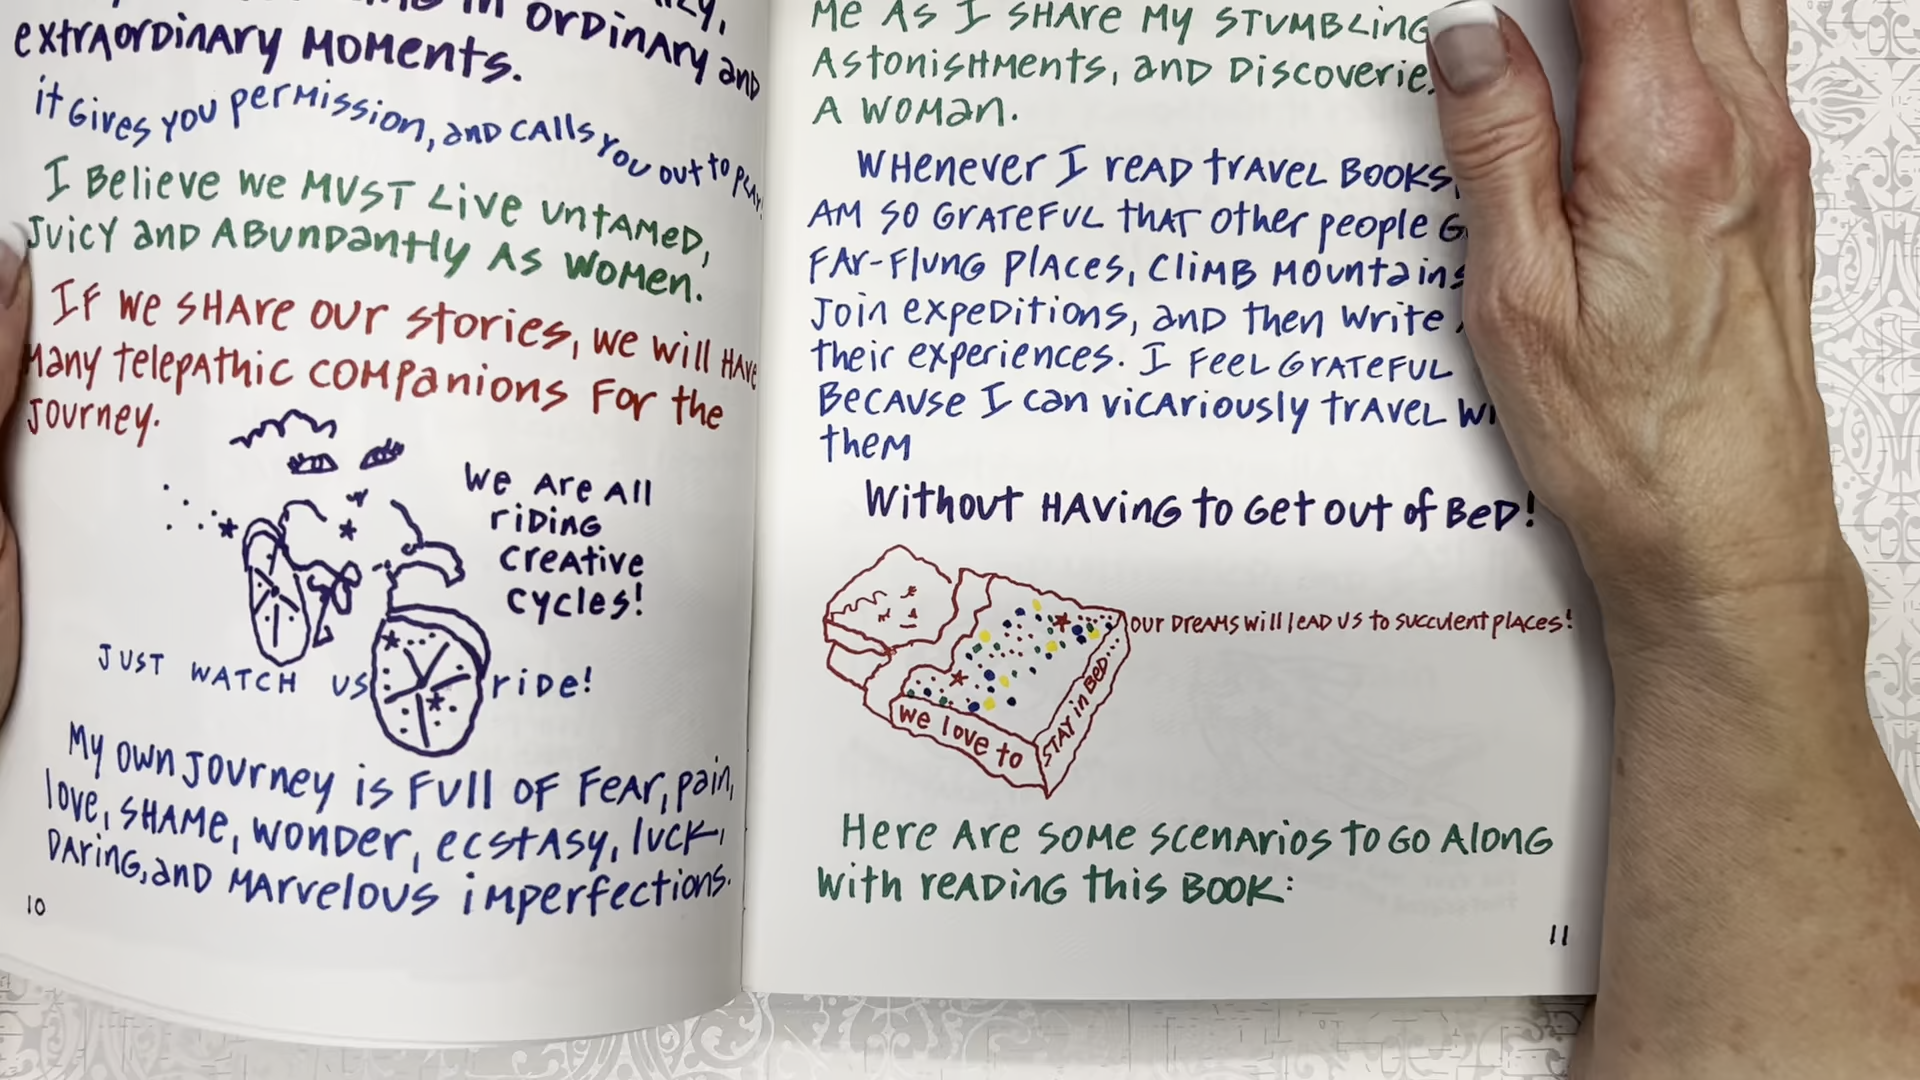 in ordinary and
extraordinary moments.
it gives you permission, and calls you out to play!
I Believe we MUST Live untamed,
Juicy and Abundantly As women.
If we share our stories, we will have
many telepathic companions for the
journey.
We are all
riding
creative
cycles!
Just watch us ride!
My own journey is full of fear, pain,
love, shame, wonder, ecstasy, luck,
daring, and marvelous imperfections.
10
me as I share my stumbling
Astonishments, and
A woman.
Whenever I read travel books,
am so grateful that other people
far-flung places, climb mountains
join expeditions, and then write
their experiences. I feel grateful
Because I can vicariously travel
them
Without having to get out of bed!
our dreams will lead us to succulent places!
we love to
stay in bed...
Here are some scenarios to go along
with reading this book:
11